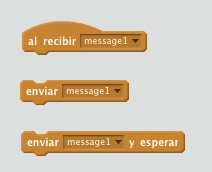 al recibir message1
enviar message1
enviar message1 y esperar